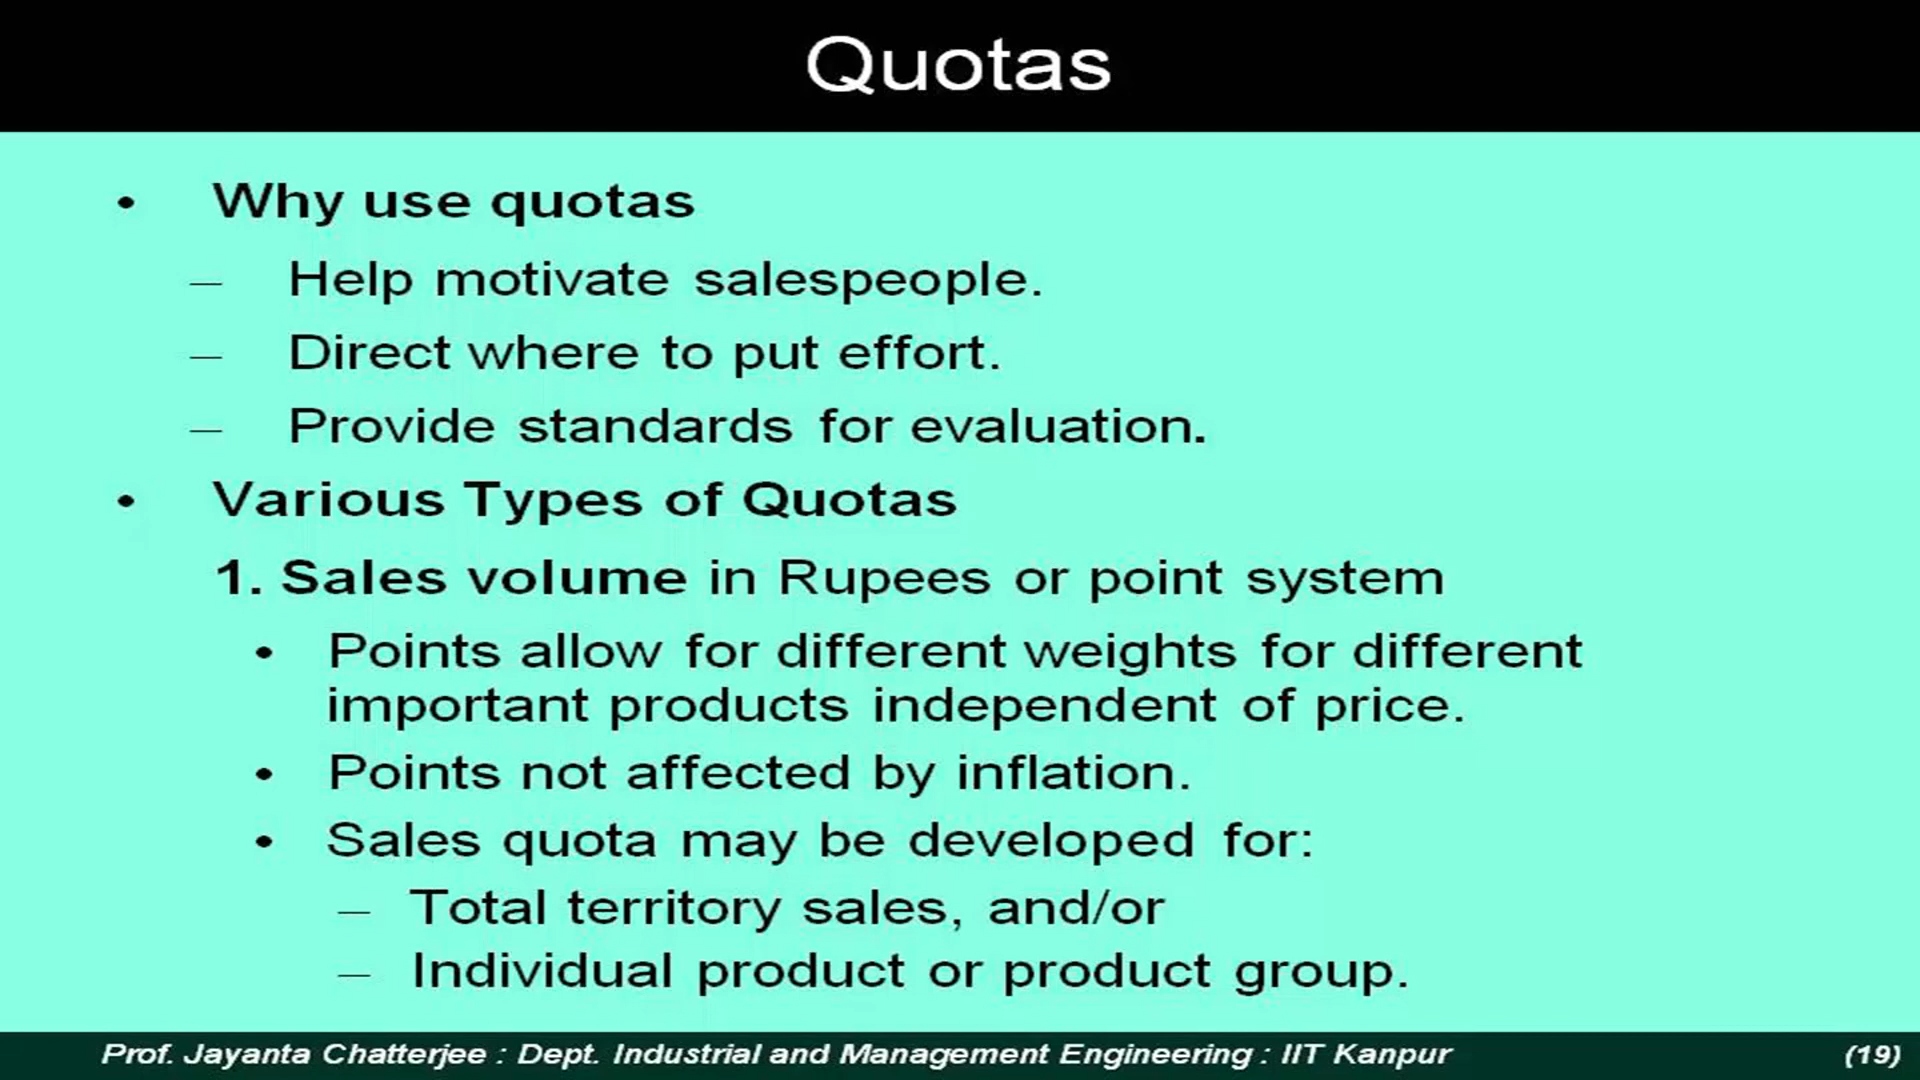 Quotas
• Why use quotas
– Help motivate salespeople.
– Direct where to put effort.
– Provide standards for evaluation.
• Various Types of Quotas
1. Sales volume in Rupees or point system
• Points allow for different weights for different
important products independent of price.
• Points not affected by inflation.
• Sales quota may be developed for:
– Total territory sales, and/or
– Individual product or product group.
Prof. Jayanta Chatterjee : Dept. Industrial and Management Engineering : IIT Kanpur (19)